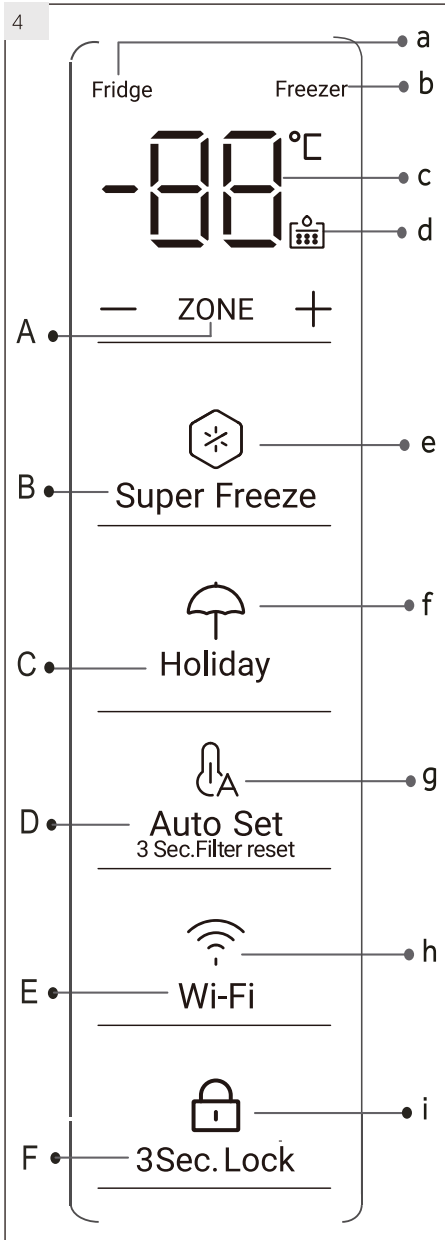 4
a
Fridge Freezer b
-88 °C c
d
A — ZONE +
e
B Super Freeze
f
C Holiday
g
D Auto Set
3 Sec.Filter reset
h
E Wi-Fi
i
F 3Sec. Lock